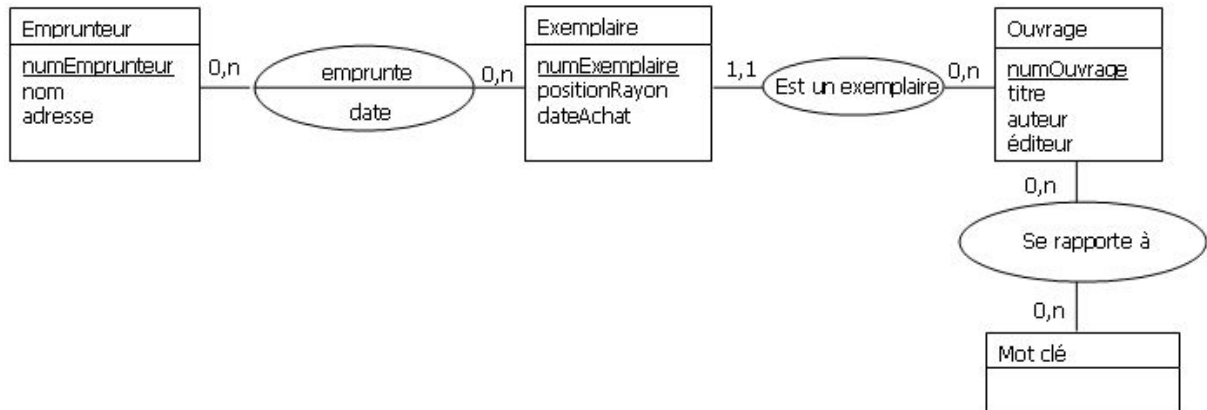 Emprunteur
numEmprunteur
nom
adresse
0,n
emprunte
date
0,n
Exemplaire
numExemplaire
positionRayon
dateAchat
1,1
Est un exemplaire
0,n
Ouvrage
numOuvrage
titre
auteur
éditeur
0,n
Se rapporte à
0,n
Mot clé